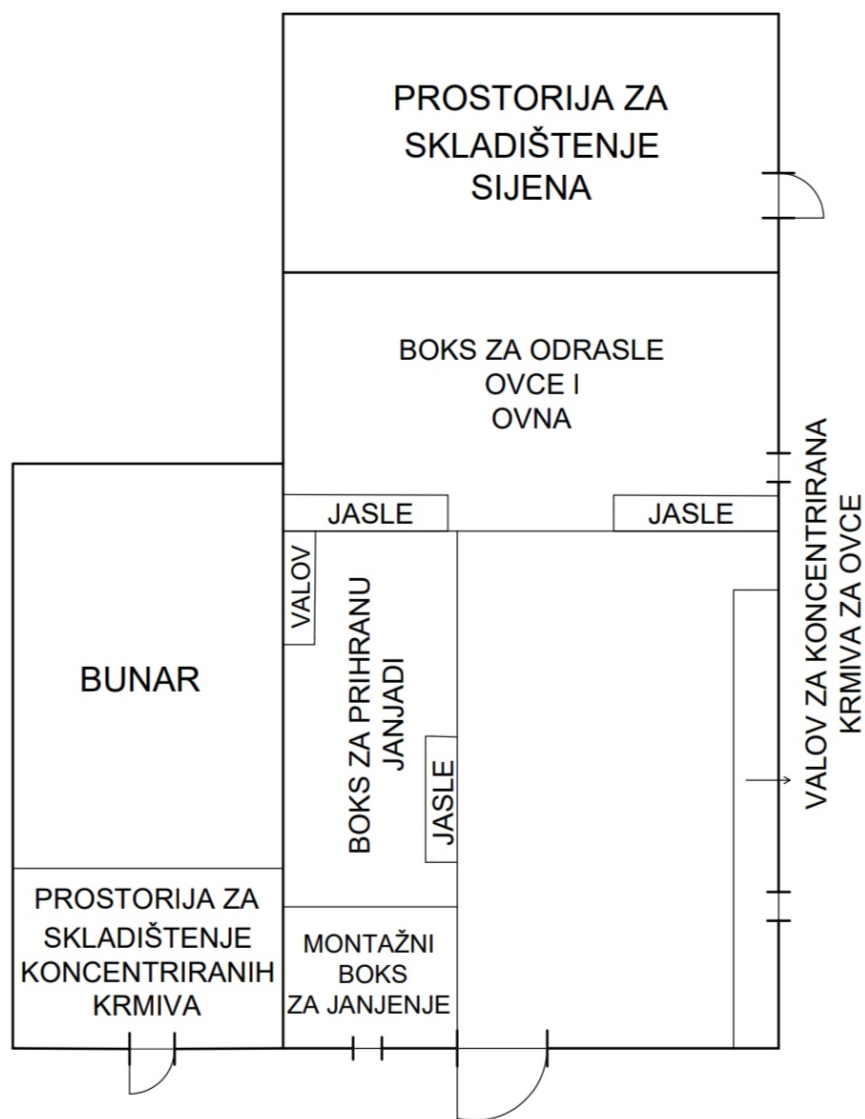 PROSTORIJA ZA
SKLADIŠTENJE
SIJENA
BOKS ZA ODRASLE
OVCE I
OVNA
JASLE
JASLE
VALOV
BOKS ZA PRIHRANU
JANJADI
JASLE
VALOV ZA KONCENTRIRANA
KRMIVA ZA OVCE
BUNAR
PROSTORIJA ZA
SKLADIŠTENJE
KONCENTRIRANIH
KRMIVA
MONTAŽNI
BOKS
ZA JANJENJE